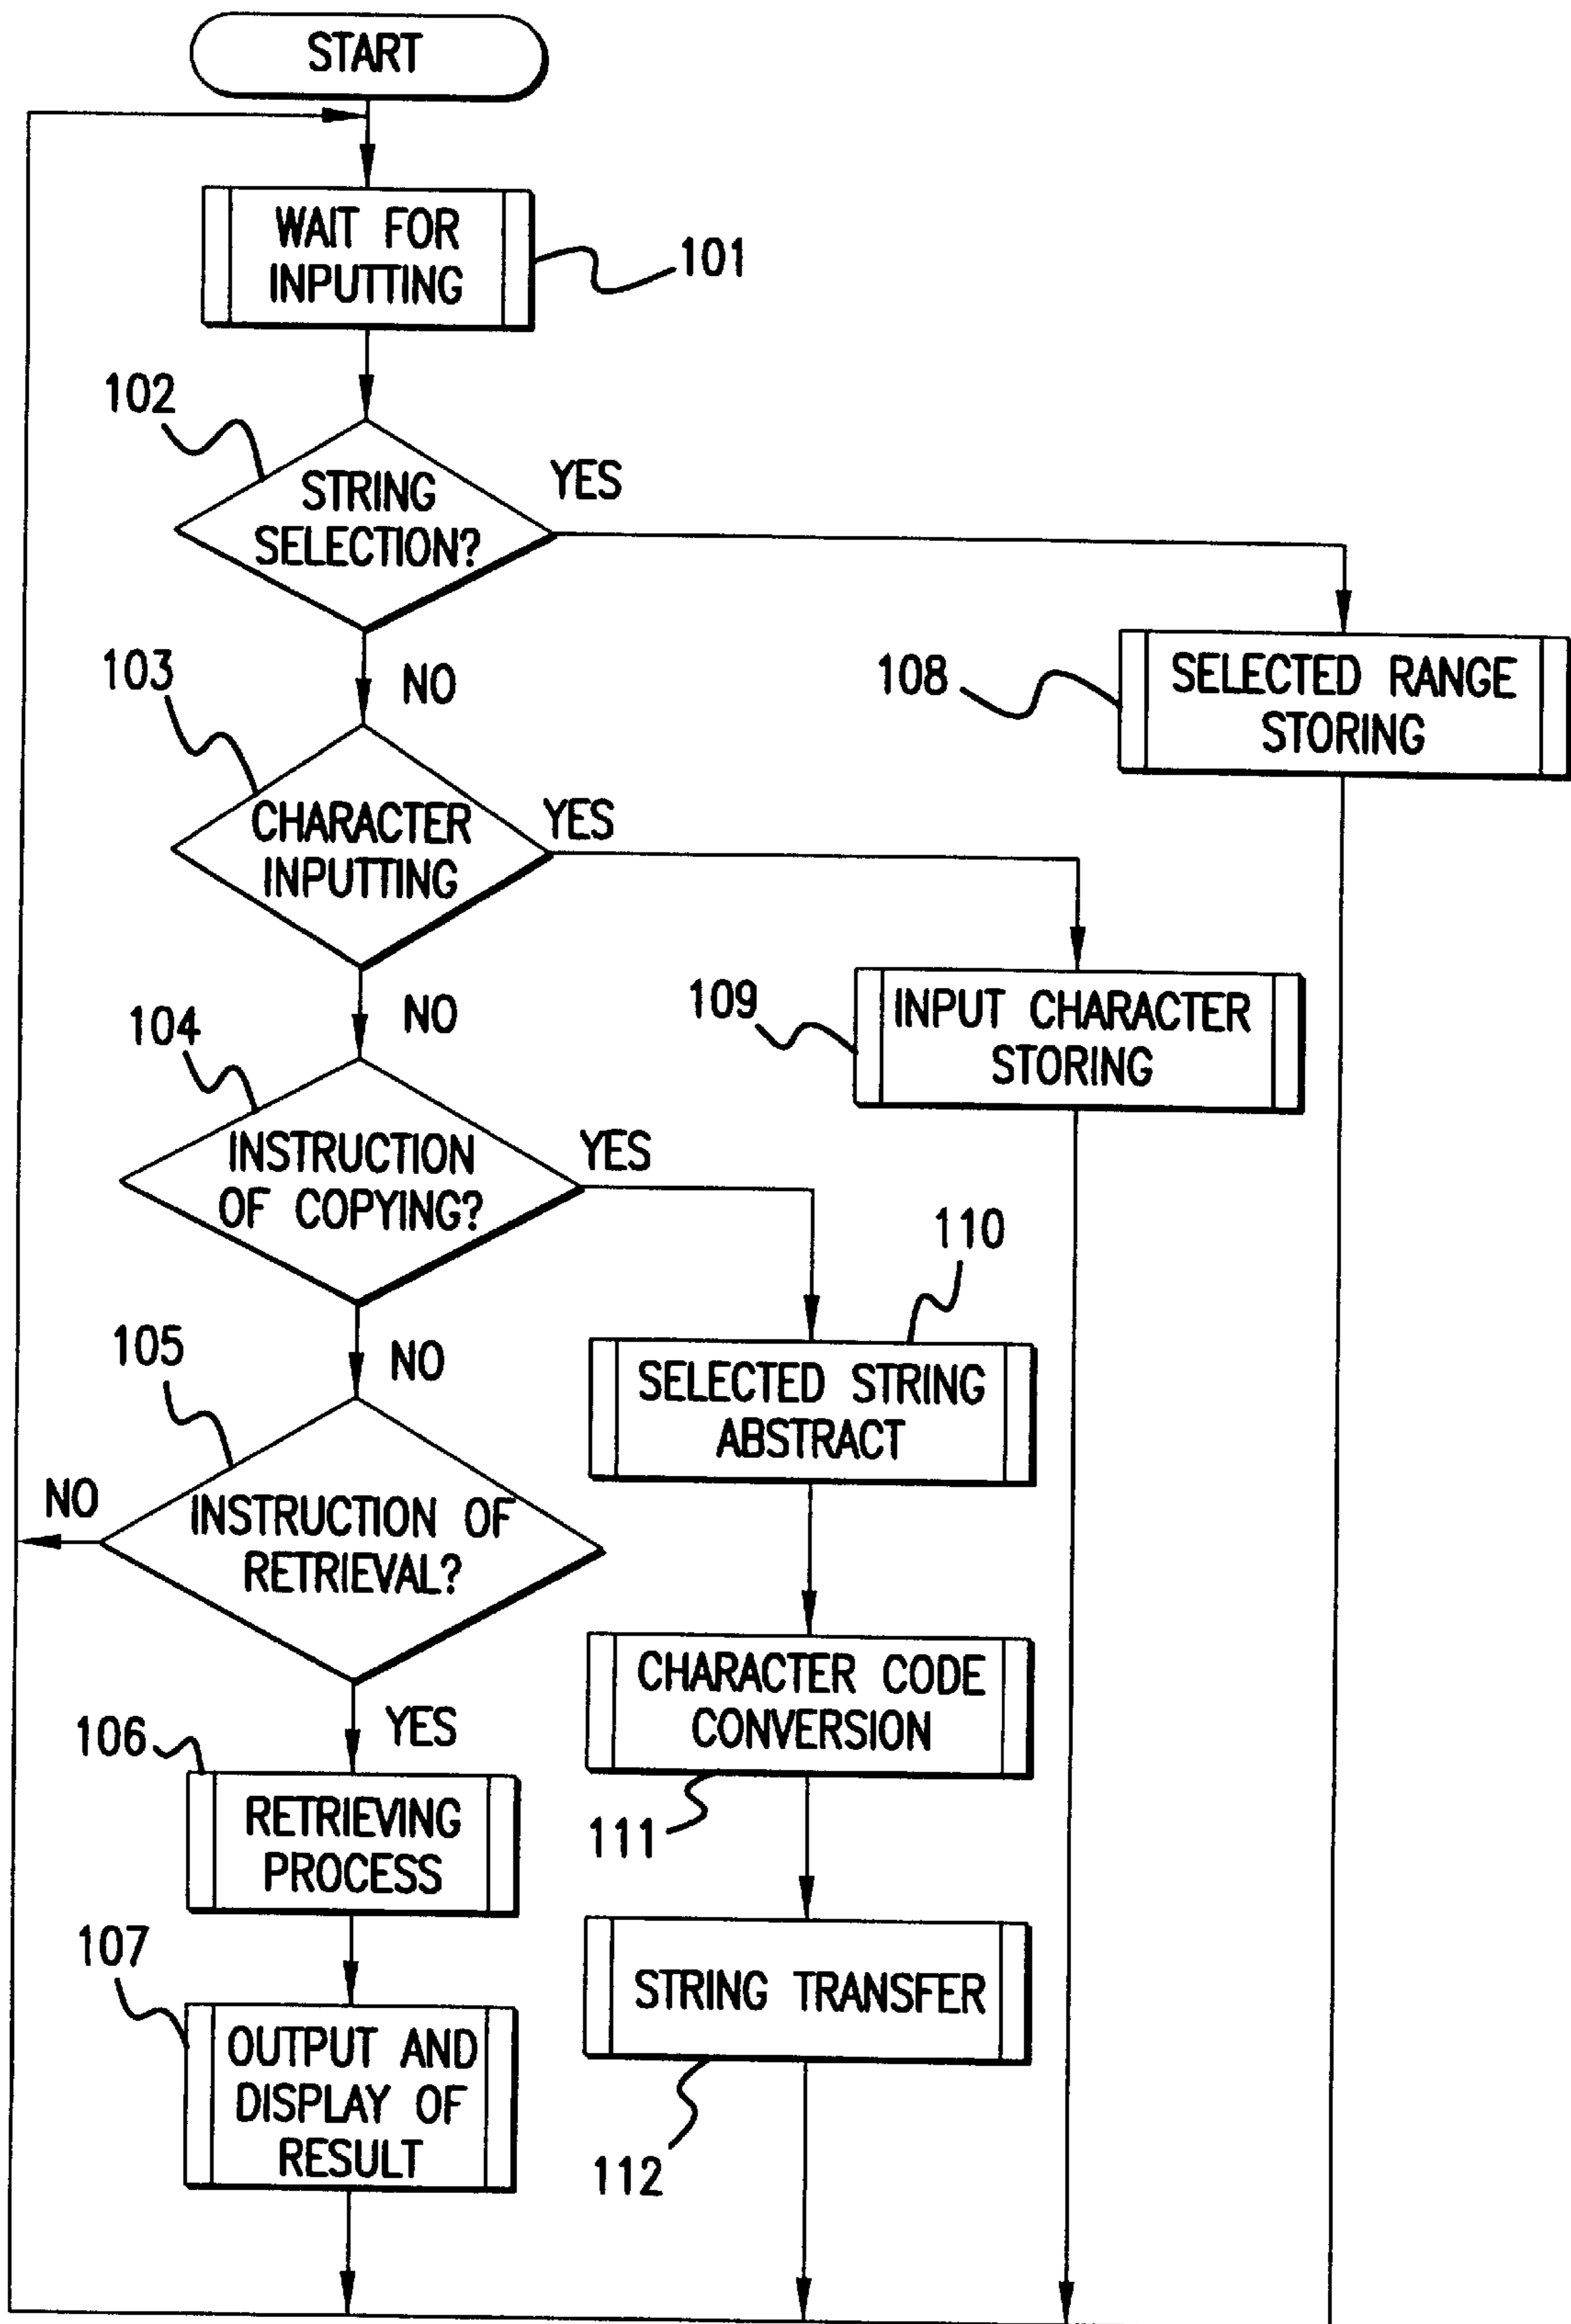 START
WAIT FOR
INPUTTING
101
102
STRING
SELECTION?
YES
NO
103
CHARACTER
INPUTTING
YES
108
SELECTED RANGE
STORING
NO
109
INPUT CHARACTER
STORING
104
INSTRUCTION
OF COPYING?
YES
NO
110
SELECTED STRING
ABSTRACT
105
INSTRUCTION OF
RETRIEVAL?
NO
YES
CHARACTER CODE
CONVERSION
111
106
RETRIEVING
PROCESS
STRING TRANSFER
112
107
OUTPUT AND
DISPLAY OF
RESULT